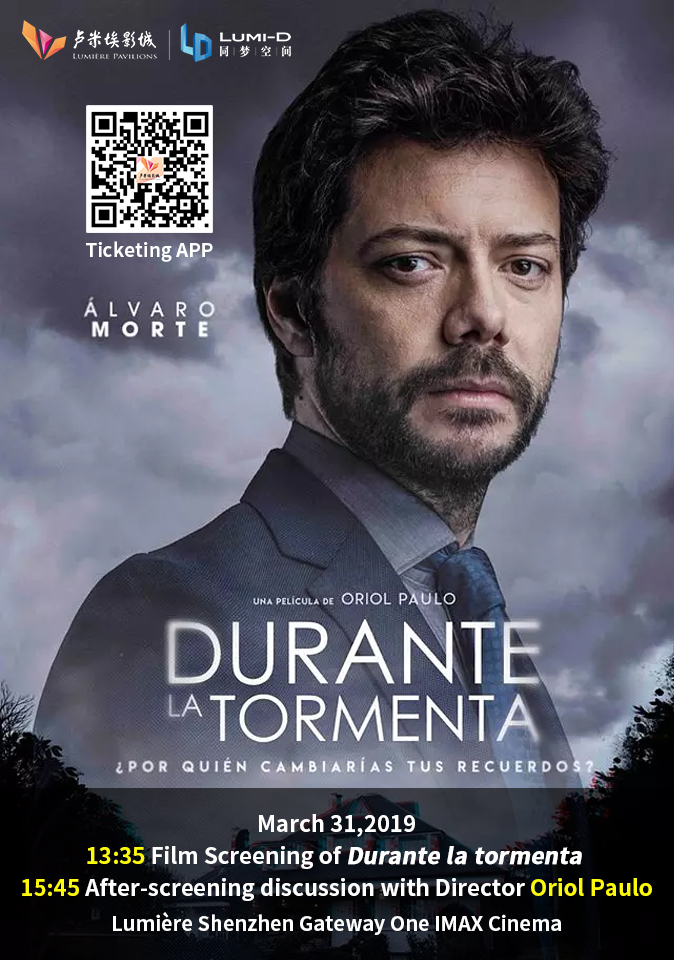 卢米埃影城
LUMIÈRE PAVILIONS
LUMI-D
同梦空间
Ticketing APP
ÁLVARO
MORTE
UNA PELÍCULA DE ORIOL PAULO
DURANTE
LA TORMENTA
¿POR QUIÉN CAMBIARÍAS TUS RECUERDOS?
March 31,2019
13:35 Film Screening of Durante la tormenta
15:45 After-screening discussion with Director Oriol Paulo
Lumière Shenzhen Gateway One IMAX Cinema